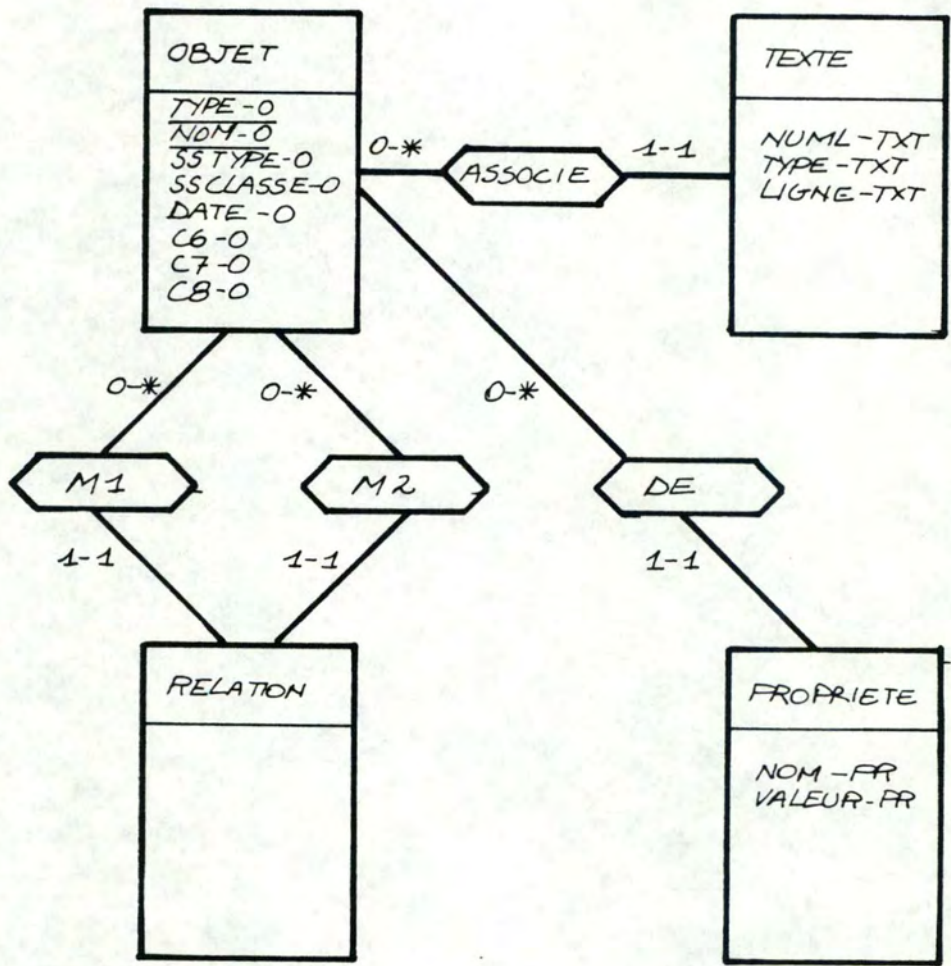 OBJET
TYPE-O
NOM-O
SSTYPE-O
SSCLASSE-O
DATE-O
C6-O
C7-O
C8-O
0-*
ASSOCIE
1-1
TEXTE
NUML-TXT
TYPE-TXT
LIGNE-TXT
0-*
0-*
0-*
M1
M2
DE
1-1
1-1
1-1
RELATION
PROPRIETE
NOM-PR
VALEUR-PR